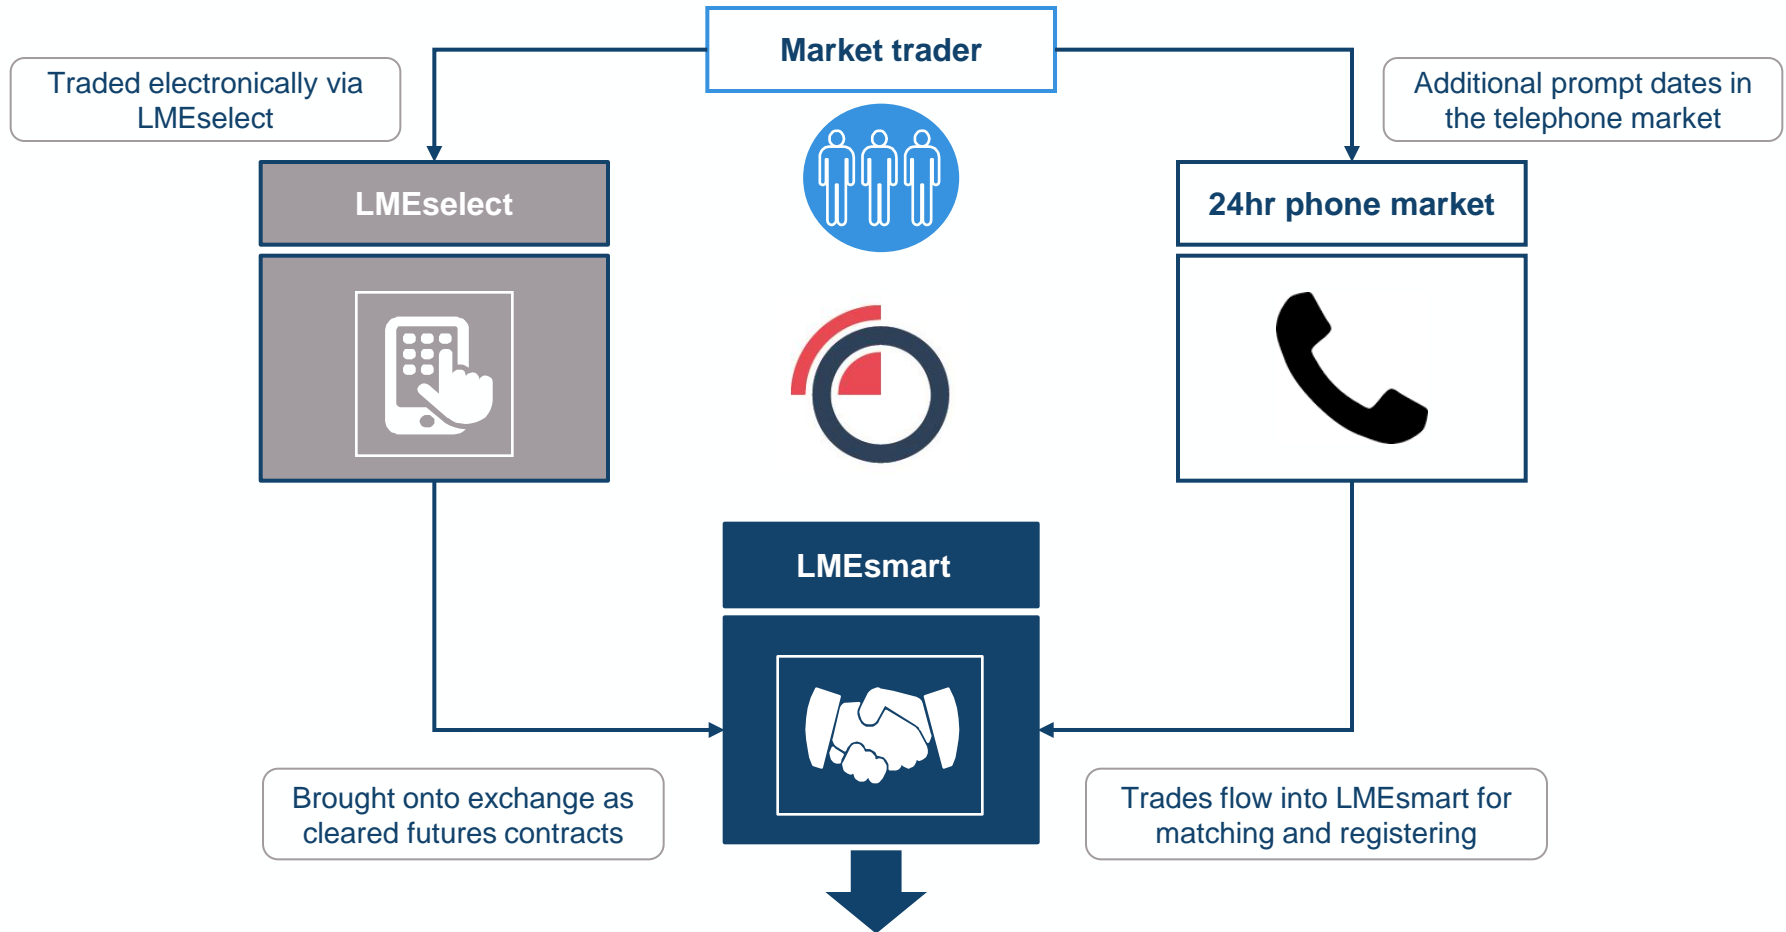 Market trader
Traded electronically via
LMEselect
Additional prompt dates in
the telephone market
LMEselect
24hr phone market
LMEsmart
Brought onto exchange as
cleared futures contracts
Trades flow into LMEsmart for
matching and registering